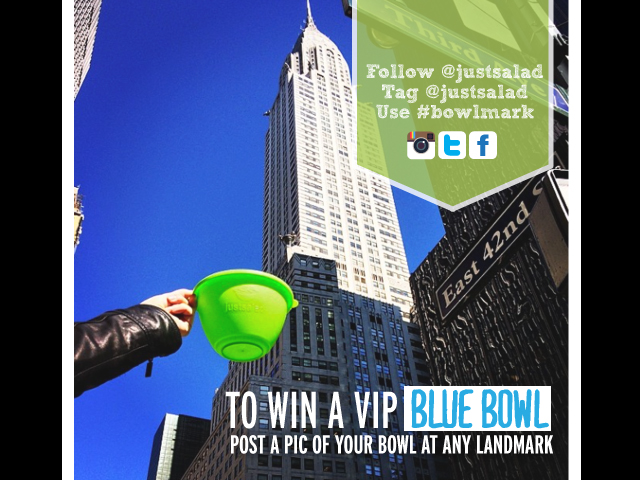 Third
Follow @justsalad
Tag @justsalad
Use #bowlmark
East 42nd
TO WIN A VIP BLUE BOWL
POST A PIC OF YOUR BOWL AT ANY LANDMARK